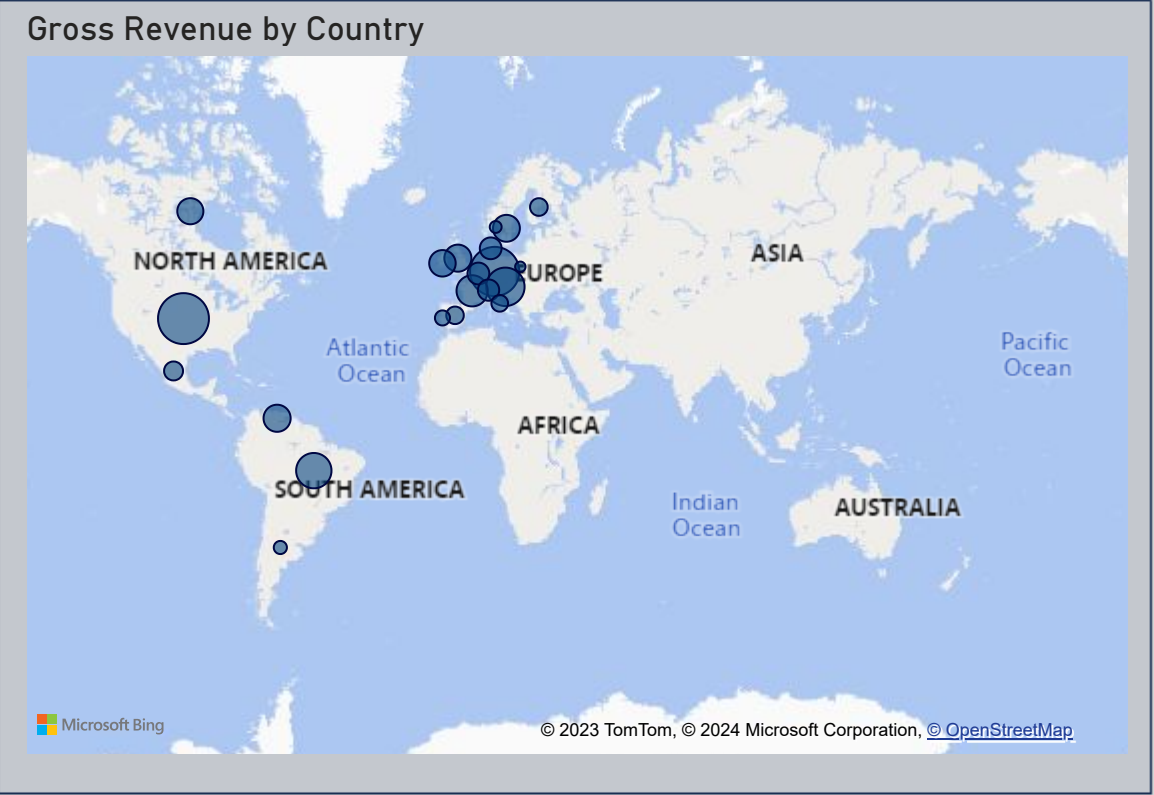 Gross Revenue by Country
NORTH AMERICA
EUROPE
ASIA
Atlantic
Ocean
Pacific
Ocean
AFRICA
SOUTH AMERICA
Indian
Ocean
AUSTRALIA
Microsoft Bing
© 2023 TomTom, © 2024 Microsoft Corporation, © OpenStreetMap